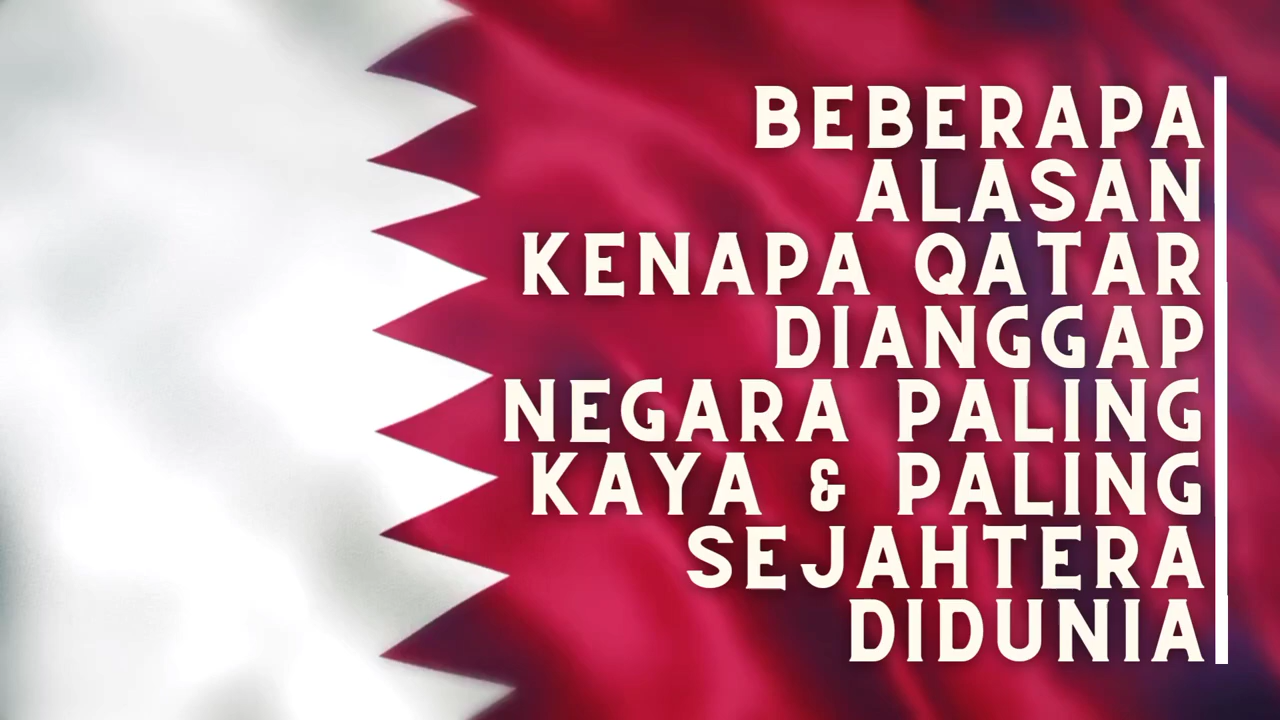 BEBERAPA
ALASAN
KENAPA QATAR
DIANGGAP
NEGARA PALING
KAYA & PALING
SEJAHTERA
DIDUNIA